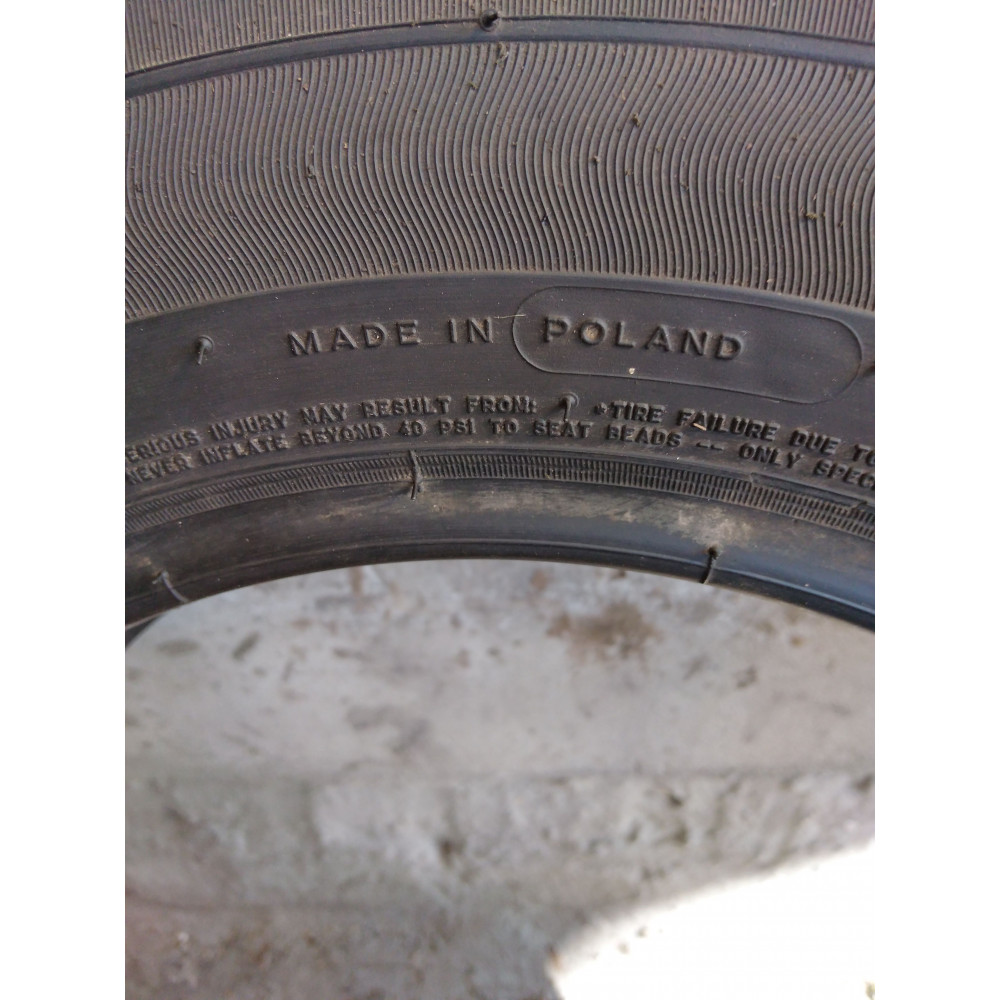 MADE IN POLAND
ERIOUS INJURY MAY RESULT FROM: •TIRE FAILURE DUE TO
NEVER INFLATE BEYOND 40 PSI TO SEAT BEADS -- ONLY SPEC